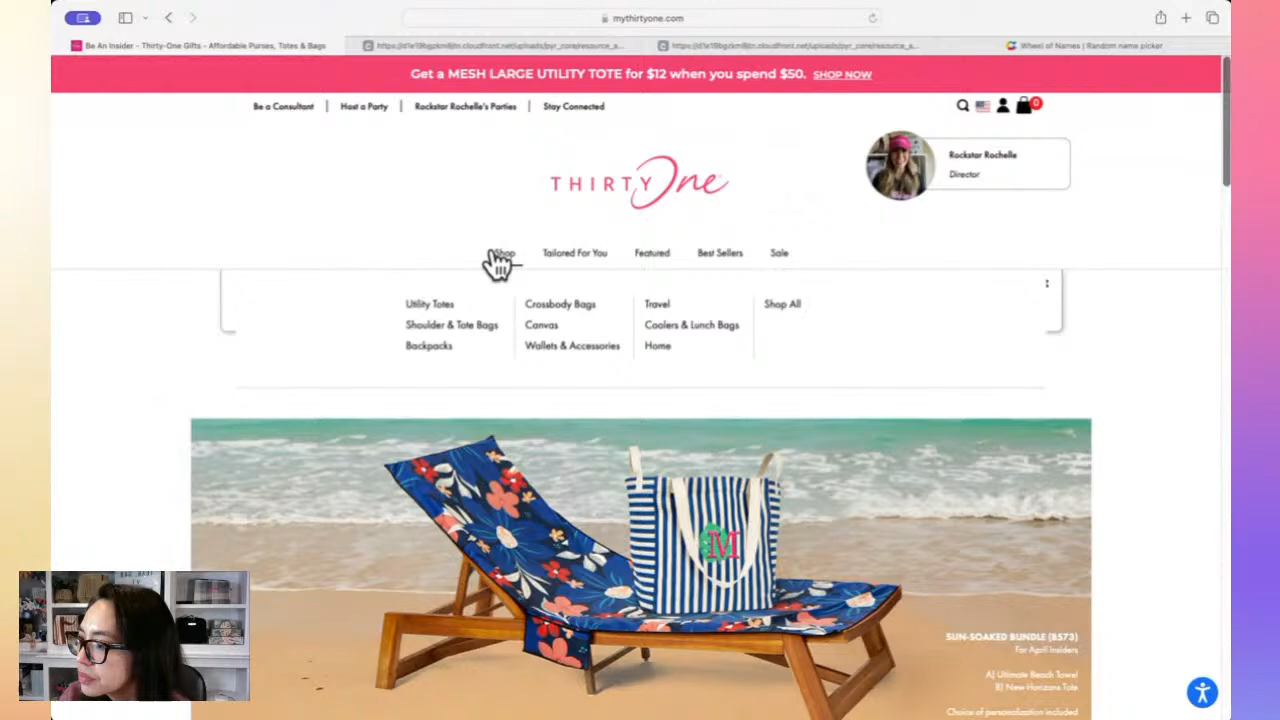 mythirtyone.com
Be An Insider - Thirty-One Gifts - Affordable Purses, Totes & Bags
Wheel of Names | Random name picker
Get a MESH LARGE UTILITY TOTE for $12 when you spend $50. SHOP NOW
Be a Consultant | Host a Party | Rockstar Rochelle's Parties | Stay Connected
0
Rockstar Rochelle
Director
THIRTY One
Shop Tailored For You Featured Best Sellers Sale
Utility Totes Crossbody Bags Travel Shop All
Shoulder & Tote Bags Canvas Coolers & Lunch Bags
Backpacks Wallets & Accessories Home
M
SUN-SOAKED BUNDLE (B573)
For April Insiders
A) Ultimate Beach Towel
B) New Horizons Tote
Choice of personalization included